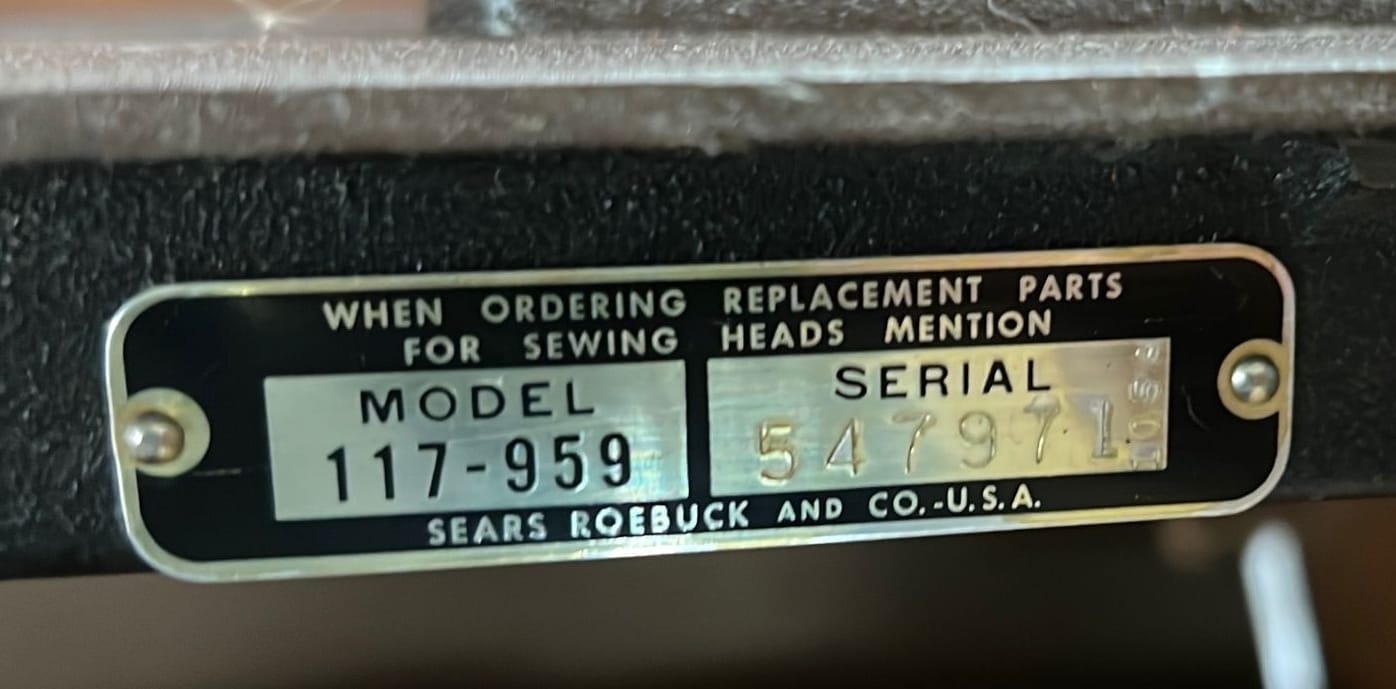 WHEN ORDERING REPLACEMENT PARTS
FOR SEWING HEADS MENTION
MODEL SERIAL
117-959 547971
SEARS ROEBUCK AND CO.-U.S.A.